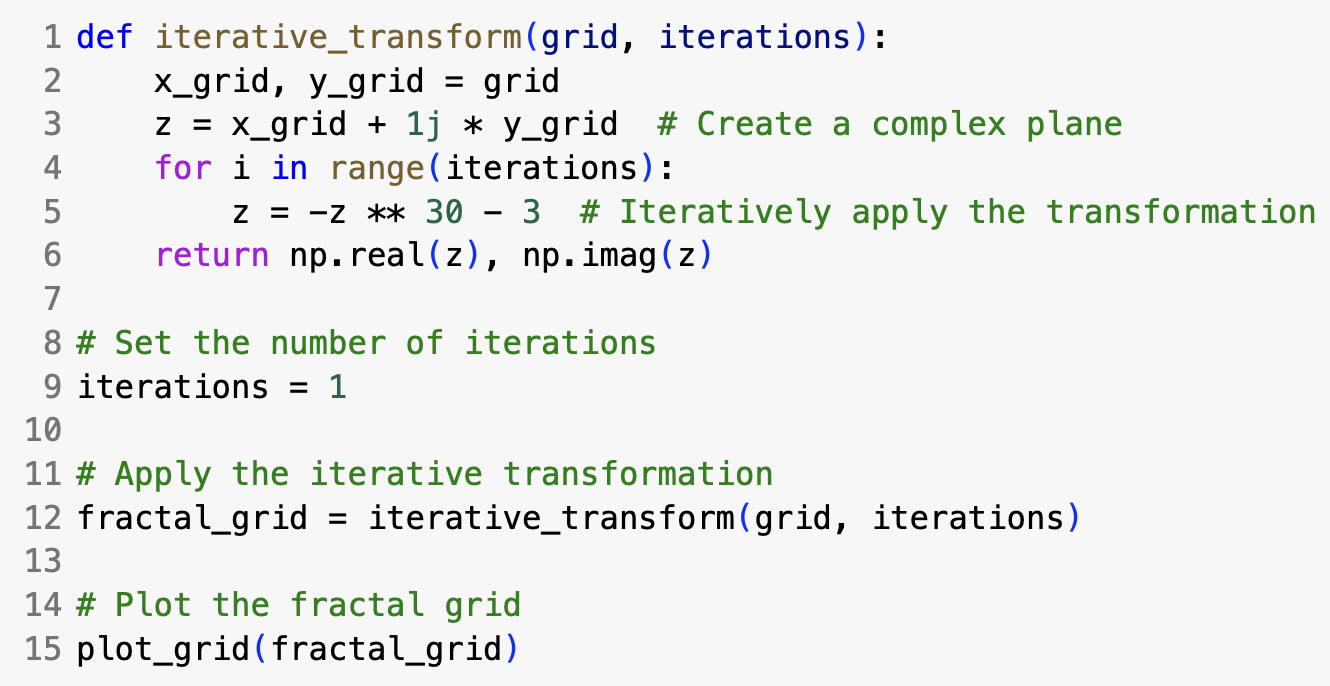 1 def iterative_transform(grid, iterations):
2     x_grid, y_grid = grid
3     z = x_grid + 1j * y_grid  # Create a complex plane
4     for i in range(iterations):
5         z = -z ** 30 - 3  # Iteratively apply the transformation
6     return np.real(z), np.imag(z)
7
8 # Set the number of iterations
9 iterations = 1
10
11 # Apply the iterative transformation
12 fractal_grid = iterative_transform(grid, iterations)
13
14 # Plot the fractal grid
15 plot_grid(fractal_grid)